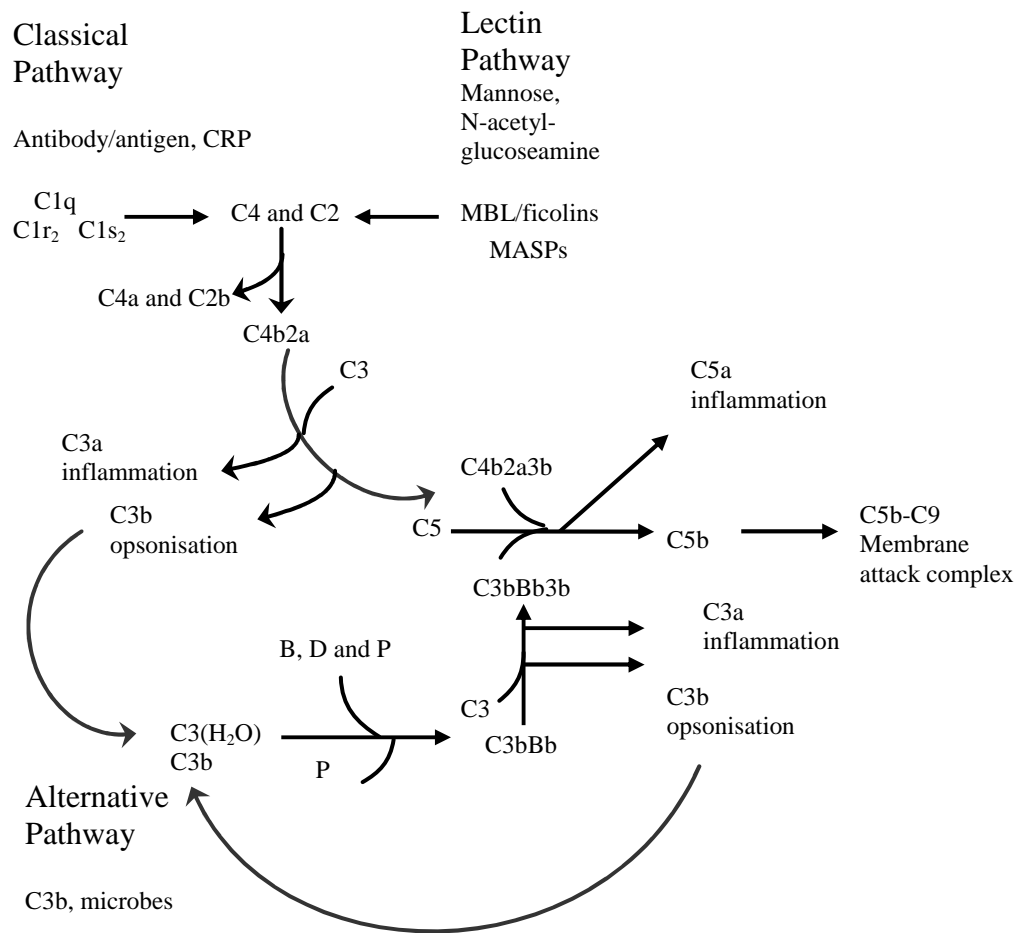 Classical
Pathway
Lectin
Pathway
Mannose,
N-acetyl-
glucoseamine
Antibody/antigen, CRP
C1q
C1r₂ C1s₂
C4 and C2
MBL/ficolins
MASPs
C4a and C2b
C4b2a
C3
C5a
inflammation
C3a
inflammation
C4b2a3b
C3b
opsonisation
C5
C5b
C5b-C9
Membrane
attack complex
C3bBb3b
C3a
inflammation
B, D and P
C3
C3b
opsonisation
C3(H₂O)
C3b
C3bBb
P
Alternative
Pathway
C3b, microbes